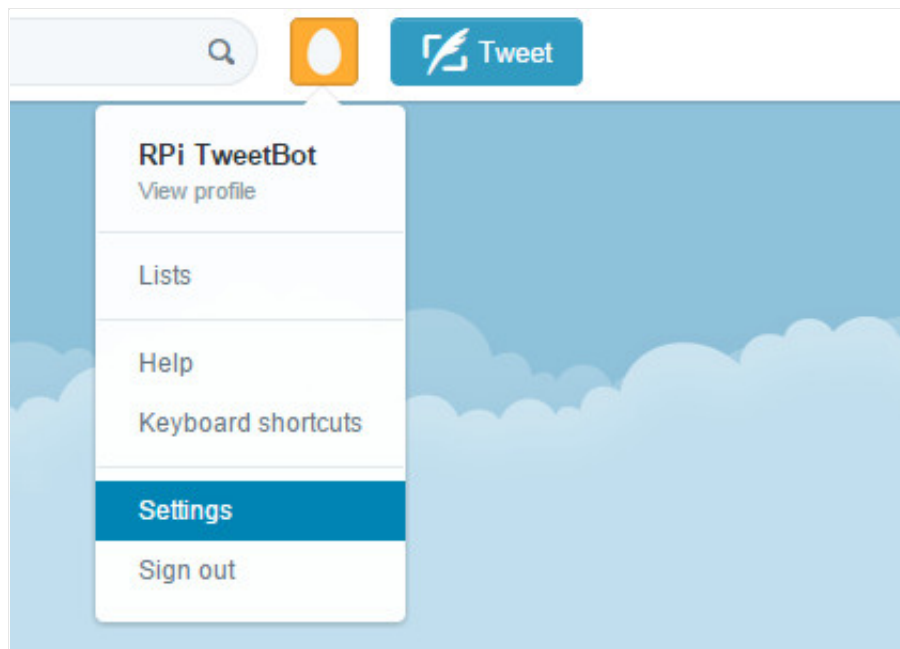 Tweet
RPi TweetBot
View profile
Lists
Help
Keyboard shortcuts
Settings
Sign out